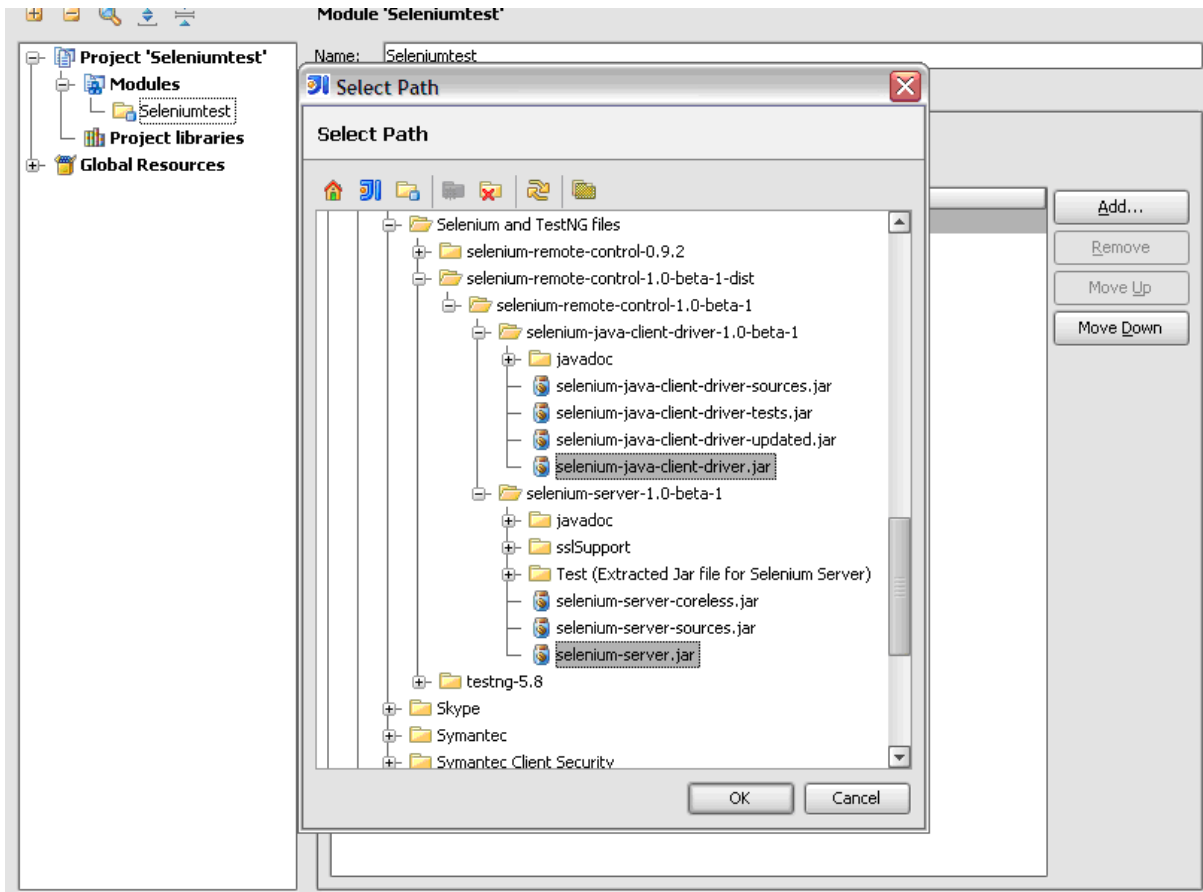 Module 'Seleniumtest'
Project 'Seleniumtest'
Modules
Seleniumtest
Project libraries
Global Resources
Name: Seleniumtest
Select Path
Select Path
Selenium and TestNG files
selenium-remote-control-0.9.2
selenium-remote-control-1.0-beta-1-dist
selenium-remote-control-1.0-beta-1
selenium-java-client-driver-1.0-beta-1
javadoc
selenium-java-client-driver-sources.jar
selenium-java-client-driver-tests.jar
selenium-java-client-driver-updated.jar
selenium-java-client-driver.jar
selenium-server-1.0-beta-1
javadoc
sslSupport
Test (Extracted Jar file for Selenium Server)
selenium-server-coreless.jar
selenium-server-sources.jar
selenium-server.jar
testng-5.8
Skype
Symantec
Symantec Client Security
OK Cancel
Add...
Remove
Move Up
Move Down